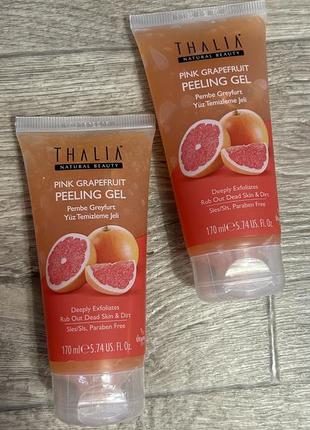 THALIA
NATURAL BEAUTY
PINK GRAPEFRUIT
PEELING GEL
Pembe Greyfurt
Yüz Temizleme Jeli
Deeply Exfoliates
Rub Out Dead Skin & Dirt
Sles/Sls, Paraben Free
170 ml ℮ 5.74 US. Fl. Oz.
THALIA
NATURAL BEAUTY
PINK GRAPEFRUIT
PEELING GEL
Pembe Greyfurt
Yüz Temizleme Jeli
Deeply Exfoliates
Rub Out Dead Skin & Dirt
Sles/Sls, Paraben Free
170 ml ℮ 5.74 US. Fl. Oz.